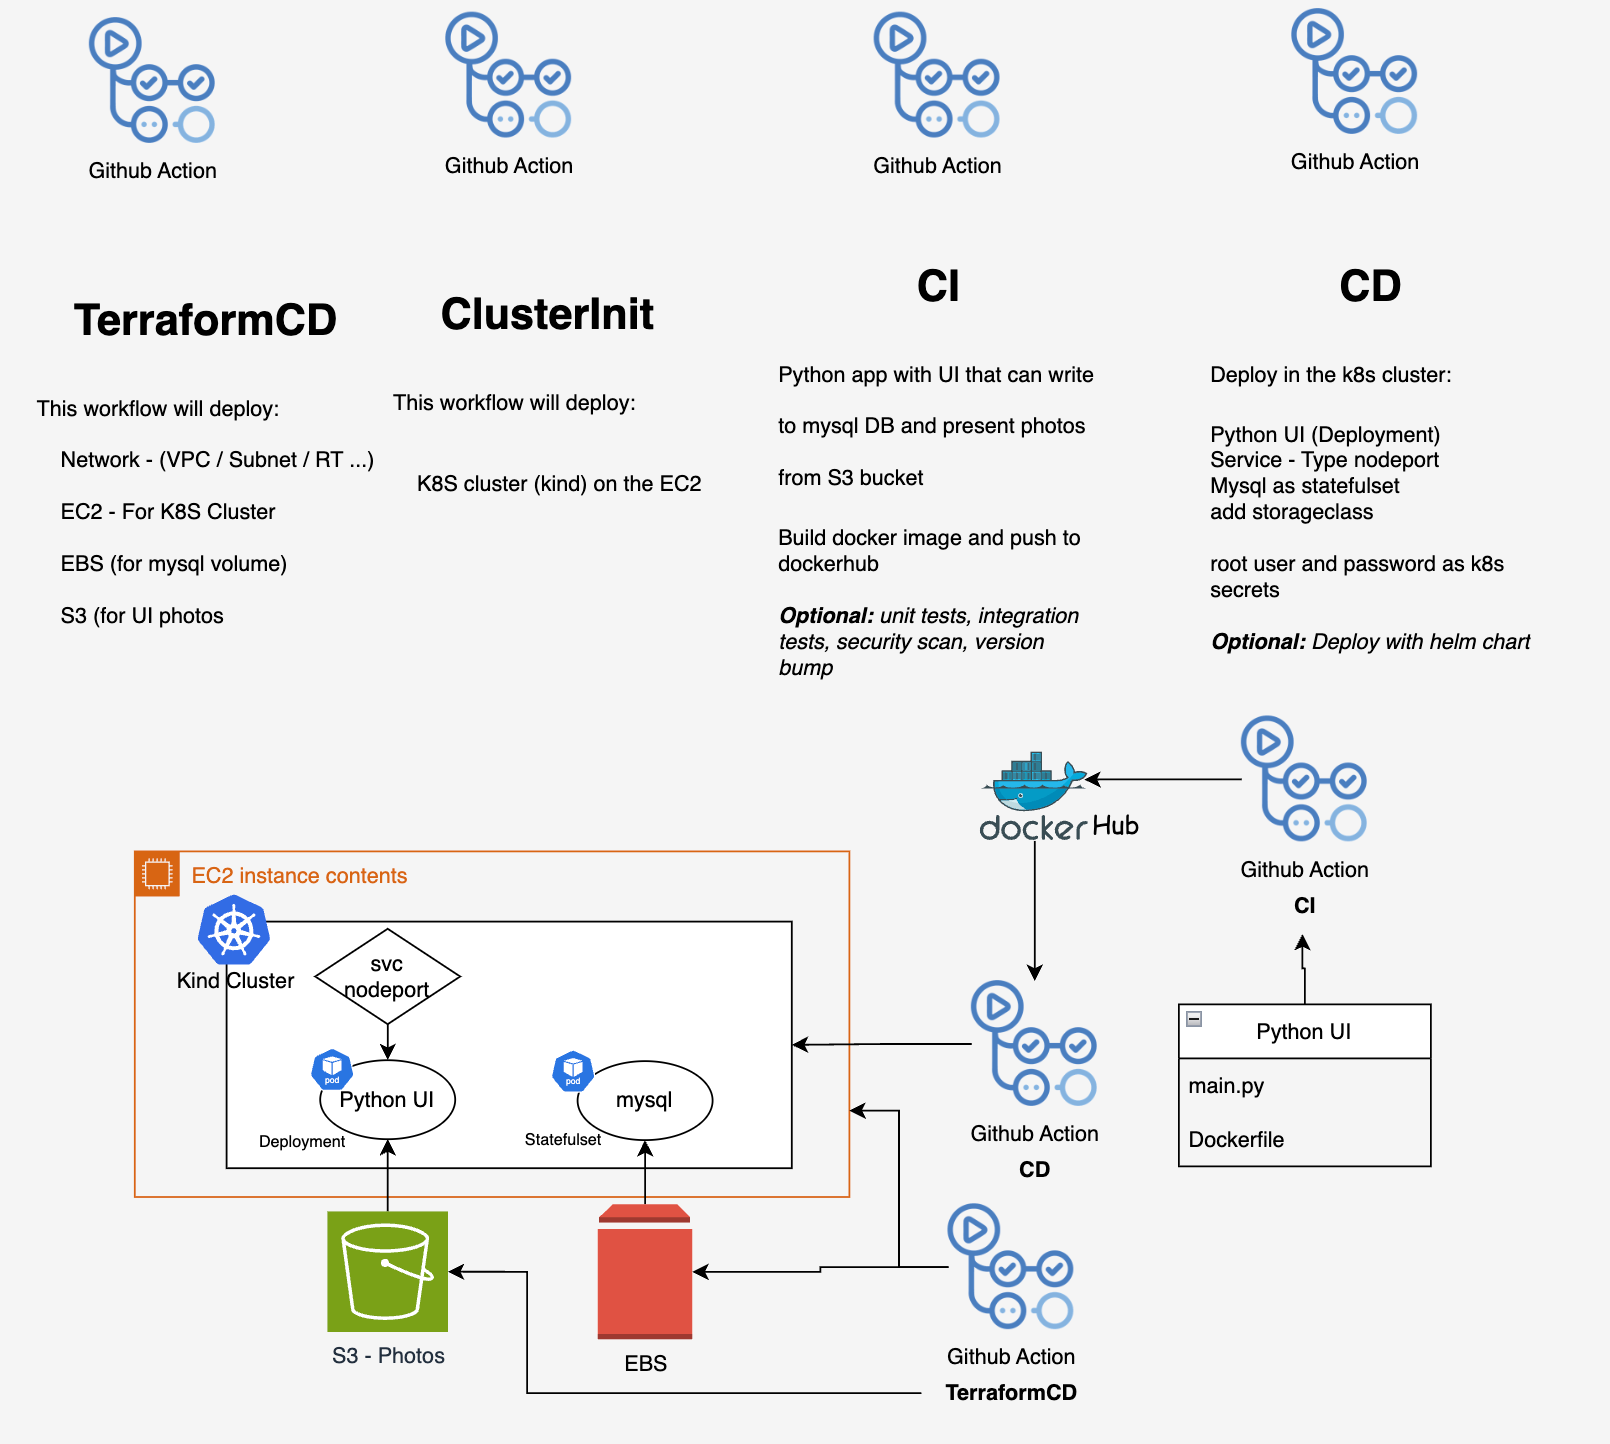 Github Action
Github Action
Github Action
Github Action
TerraformCD
This workflow will deploy:
Network - (VPC / Subnet / RT ...)
EC2 - For K8S Cluster
EBS (for mysql volume)
S3 (for UI photos
ClusterInit
This workflow will deploy:
K8S cluster (kind) on the EC2
CI
Python app with UI that can write
to mysql DB and present photos
from S3 bucket
Build docker image and push to
dockerhub
Optional: unit tests, integration
tests, security scan, version
bump
CD
Deploy in the k8s cluster:
Python UI (Deployment)
Service - Type nodeport
Mysql as statefulset
add storageclass
root user and password as k8s
secrets
Optional: Deploy with helm chart
docker Hub
Github Action
CI
EC2 instance contents
Kind Cluster
svc
nodeport
pod
Python UI
Deployment
pod
mysql
Statefulset
Github Action
CD
Python UI
main.py
Dockerfile
S3 - Photos
EBS
Github Action
TerraformCD